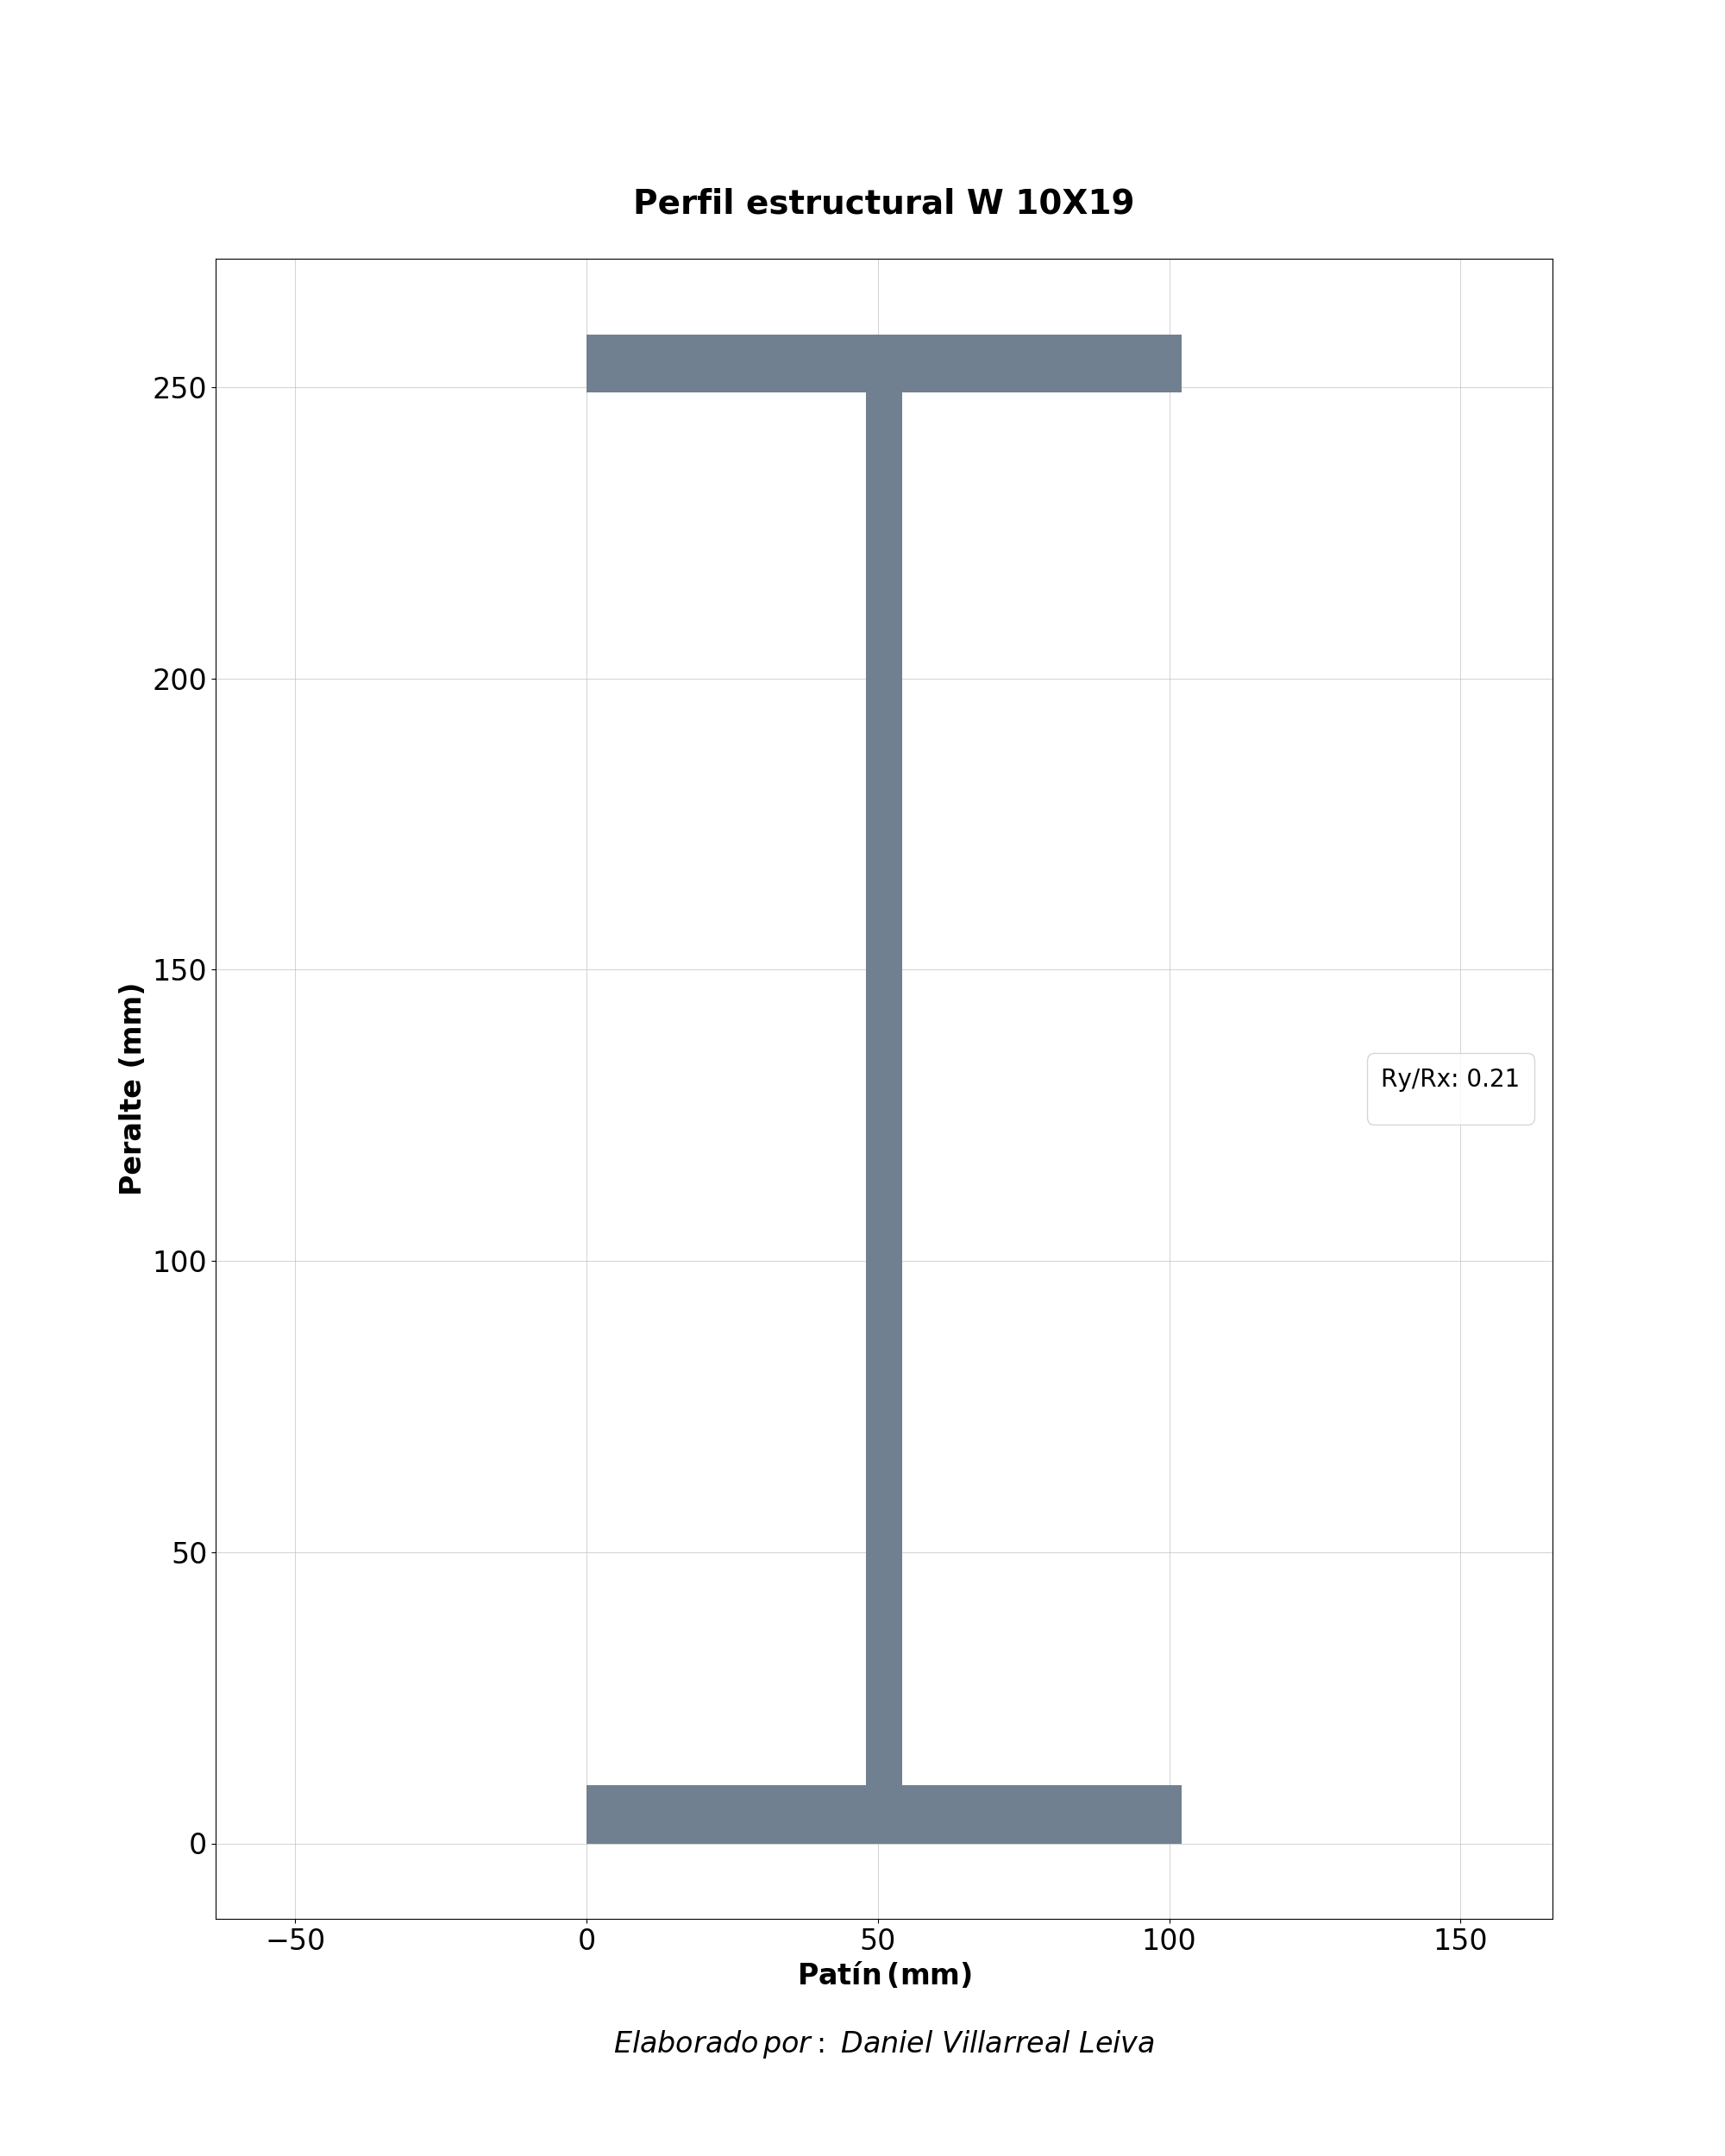 Perfil estructural W 10X19
Peralte (mm)
250
200
150
100
50
0
Ry/Rx: 0.21
−50 0 50 100 150
Patín (mm)
Elaborado por: Daniel Villarreal Leiva